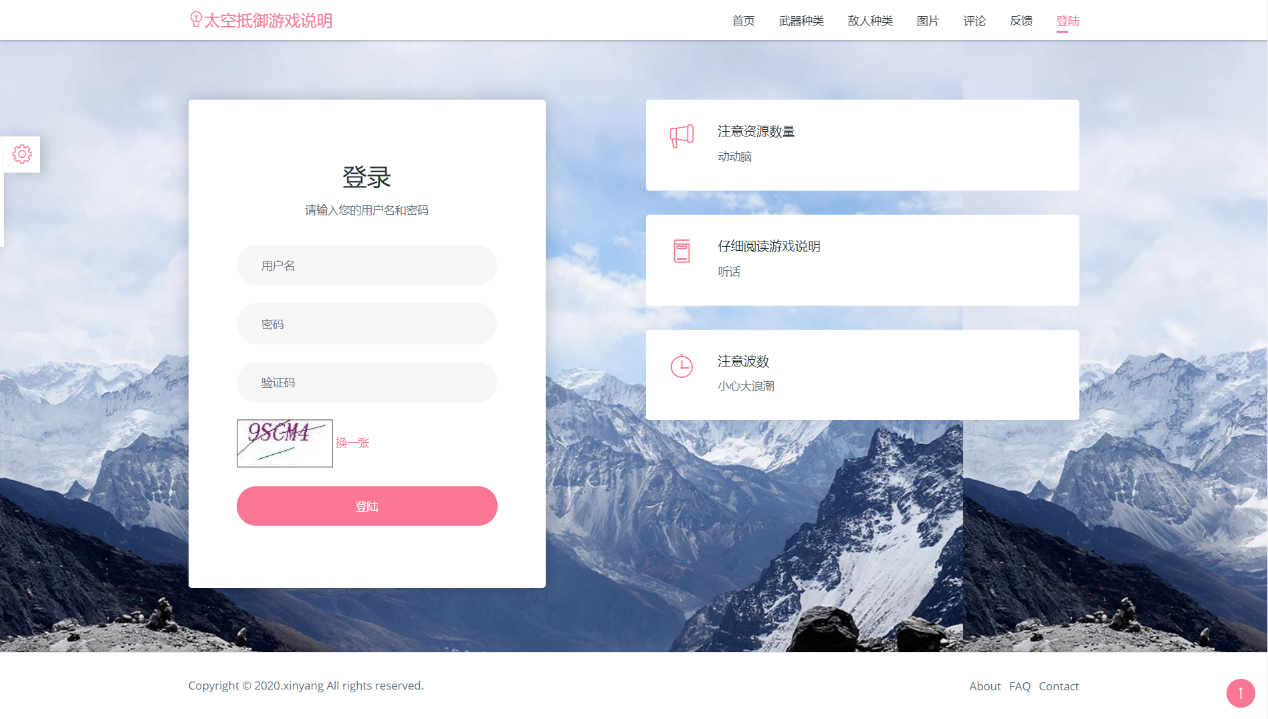 太空抵御游戏说明
首页 武器种类 敌人种类 图片 评论 反馈 登陆
登录
请输入您的用户名和密码
用户名
密码
验证码
9SCM4
换一张
登陆
注意资源数量
动动脑
仔细阅读游戏说明
听话
注意波数
小心大浪潮
Copyright © 2020.xinyang All rights reserved.
About FAQ Contact